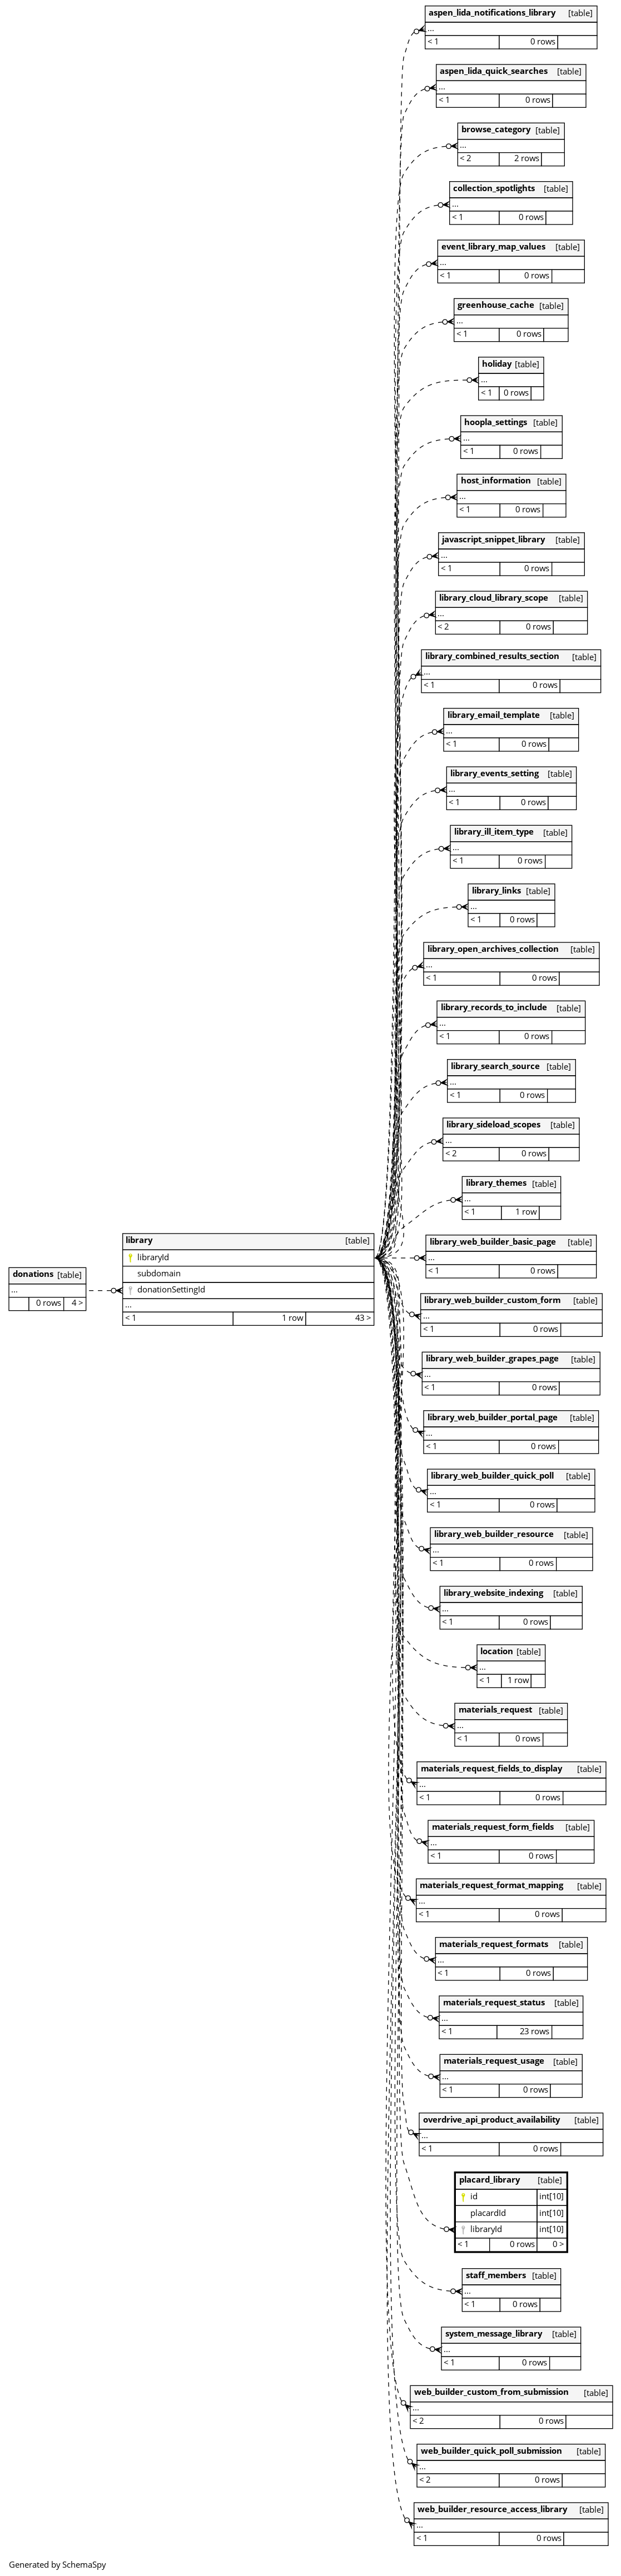 aspen_lida_notifications_library [table]
...
< 1 0 rows
aspen_lida_quick_searches [table]
...
< 1 0 rows
browse_category [table]
...
< 2 2 rows
collection_spotlights [table]
...
< 1 0 rows
event_library_map_values [table]
...
< 1 0 rows
greenhouse_cache [table]
...
< 1 0 rows
holiday [table]
...
< 1 0 rows
hoopla_settings [table]
...
< 1 0 rows
host_information [table]
...
< 1 0 rows
javascript_snippet_library [table]
...
< 1 0 rows
library_cloud_library_scope [table]
...
< 2 0 rows
library_combined_results_section [table]
...
< 1 0 rows
library_email_template [table]
...
< 1 0 rows
library_events_setting [table]
...
< 1 0 rows
library_ill_item_type [table]
...
< 1 0 rows
library_links [table]
...
< 1 0 rows
library_open_archives_collection [table]
...
< 1 0 rows
library_records_to_include [table]
...
< 1 0 rows
library_search_source [table]
...
< 1 0 rows
library_sideload_scopes [table]
...
< 2 0 rows
library_themes [table]
...
< 1 1 row
library [table]
libraryId
subdomain
donationSettingId
...
< 1 1 row 43 >
donations [table]
...
0 rows 4 >
library_web_builder_basic_page [table]
...
< 1 0 rows
library_web_builder_custom_form [table]
...
< 1 0 rows
library_web_builder_grapes_page [table]
...
< 1 0 rows
library_web_builder_portal_page [table]
...
< 1 0 rows
library_web_builder_quick_poll [table]
...
< 1 0 rows
library_web_builder_resource [table]
...
< 1 0 rows
library_website_indexing [table]
...
< 1 0 rows
location [table]
...
< 1 1 row
materials_request [table]
...
< 1 0 rows
materials_request_fields_to_display [table]
...
< 1 0 rows
materials_request_form_fields [table]
...
< 1 0 rows
materials_request_format_mapping [table]
...
< 1 0 rows
materials_request_formats [table]
...
< 1 0 rows
materials_request_status [table]
...
< 1 23 rows
materials_request_usage [table]
...
< 1 0 rows
overdrive_api_product_availability [table]
...
< 1 0 rows
placard_library [table]
id int[10]
placardId int[10]
libraryId int[10]
< 1 0 rows 0 >
staff_members [table]
...
< 1 0 rows
system_message_library [table]
...
< 1 0 rows
web_builder_custom_from_submission [table]
...
< 2 0 rows
web_builder_quick_poll_submission [table]
...
< 2 0 rows
web_builder_resource_access_library [table]
...
< 1 0 rows
Generated by SchemaSpy